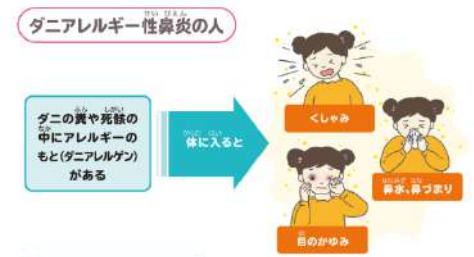 ダニアレルギー性鼻炎の人
ダニの糞や死骸の
中にアレルギーの
もと(ダニアレルゲン)
がある
体に入ると
くしゃみ
鼻水、鼻づまり
目のかゆみ